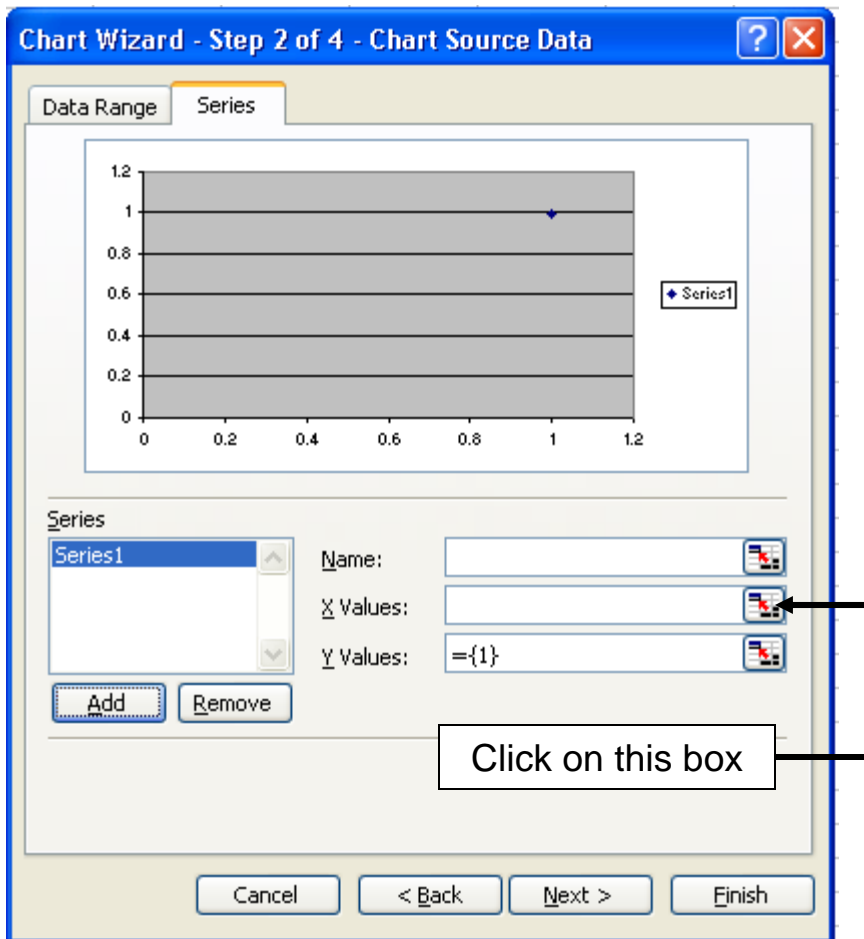 Chart Wizard - Step 2 of 4 - Chart Source Data
?
Data Range Series
1.2
1
0.8
0.6
0.4
0.2
0
0 0.2 0.4 0.6 0.8 1 1.2
Series1
Series
Series1
Name:
X Values:
Y Values: ={1}
Add Remove
Click on this box
Cancel < Back Next > Finish